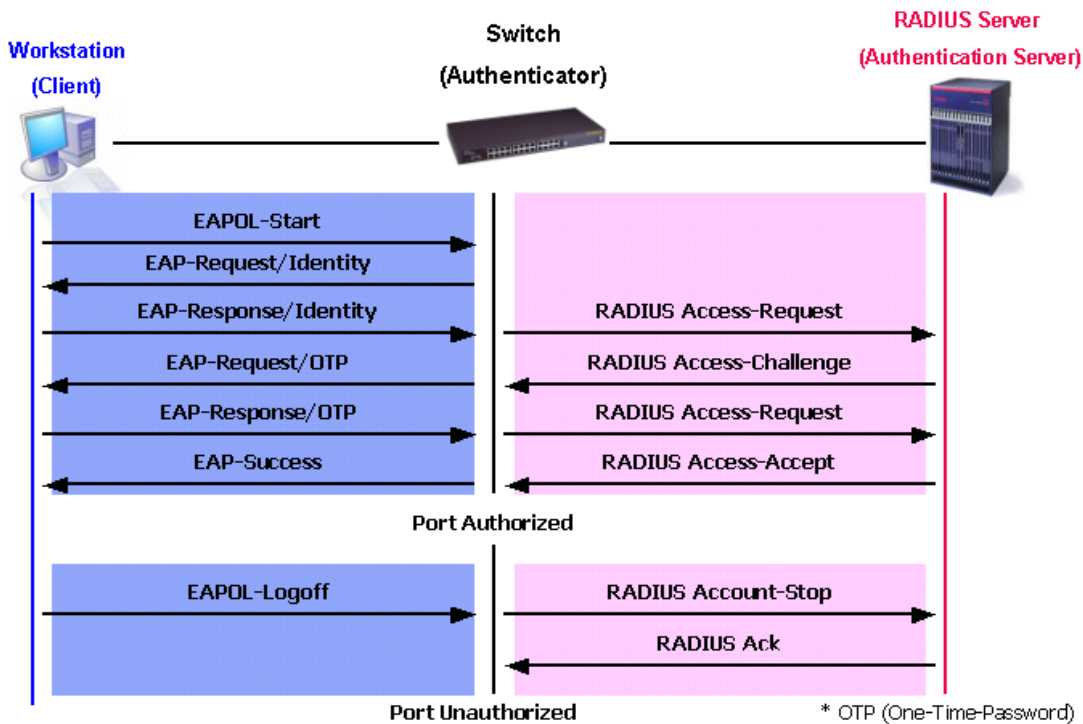 Workstation
(Client)
Switch
(Authenticator)
RADIUS Server
(Authentication Server)
EAPOL-Start
EAP-Request/Identity
EAP-Response/Identity
RADIUS Access-Request
EAP-Request/OTP
RADIUS Access-Challenge
EAP-Response/OTP
RADIUS Access-Request
EAP-Success
RADIUS Access-Accept
Port Authorized
EAPOL-Logoff
RADIUS Account-Stop
RADIUS Ack
Port Unauthorized
* OTP (One-Time-Password)